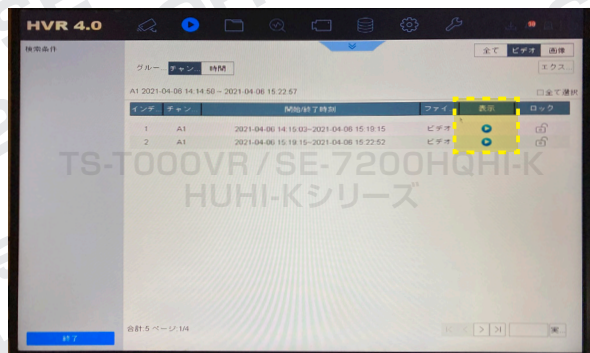 HVR 4.0
検索条件
全て ビデオ 画像
グルー... チャン... 時間
エクス...
A1 2021-04-06 14:14:50 ~ 2021-04-06 15:22:57
全て選択
インデ... チャン... 開始/終了時刻 ファイ... 表示 ロック
1 A1 2021-04-06 14:15:03~2021-04-06 15:19:15 ビデオ
2 A1 2021-04-06 15:19:15~2021-04-06 15:22:52 ビデオ
TS-T000VR/SE-7200HQHI-K
HUHI-Kシリーズ
合計:5 ページ:1/4
終了